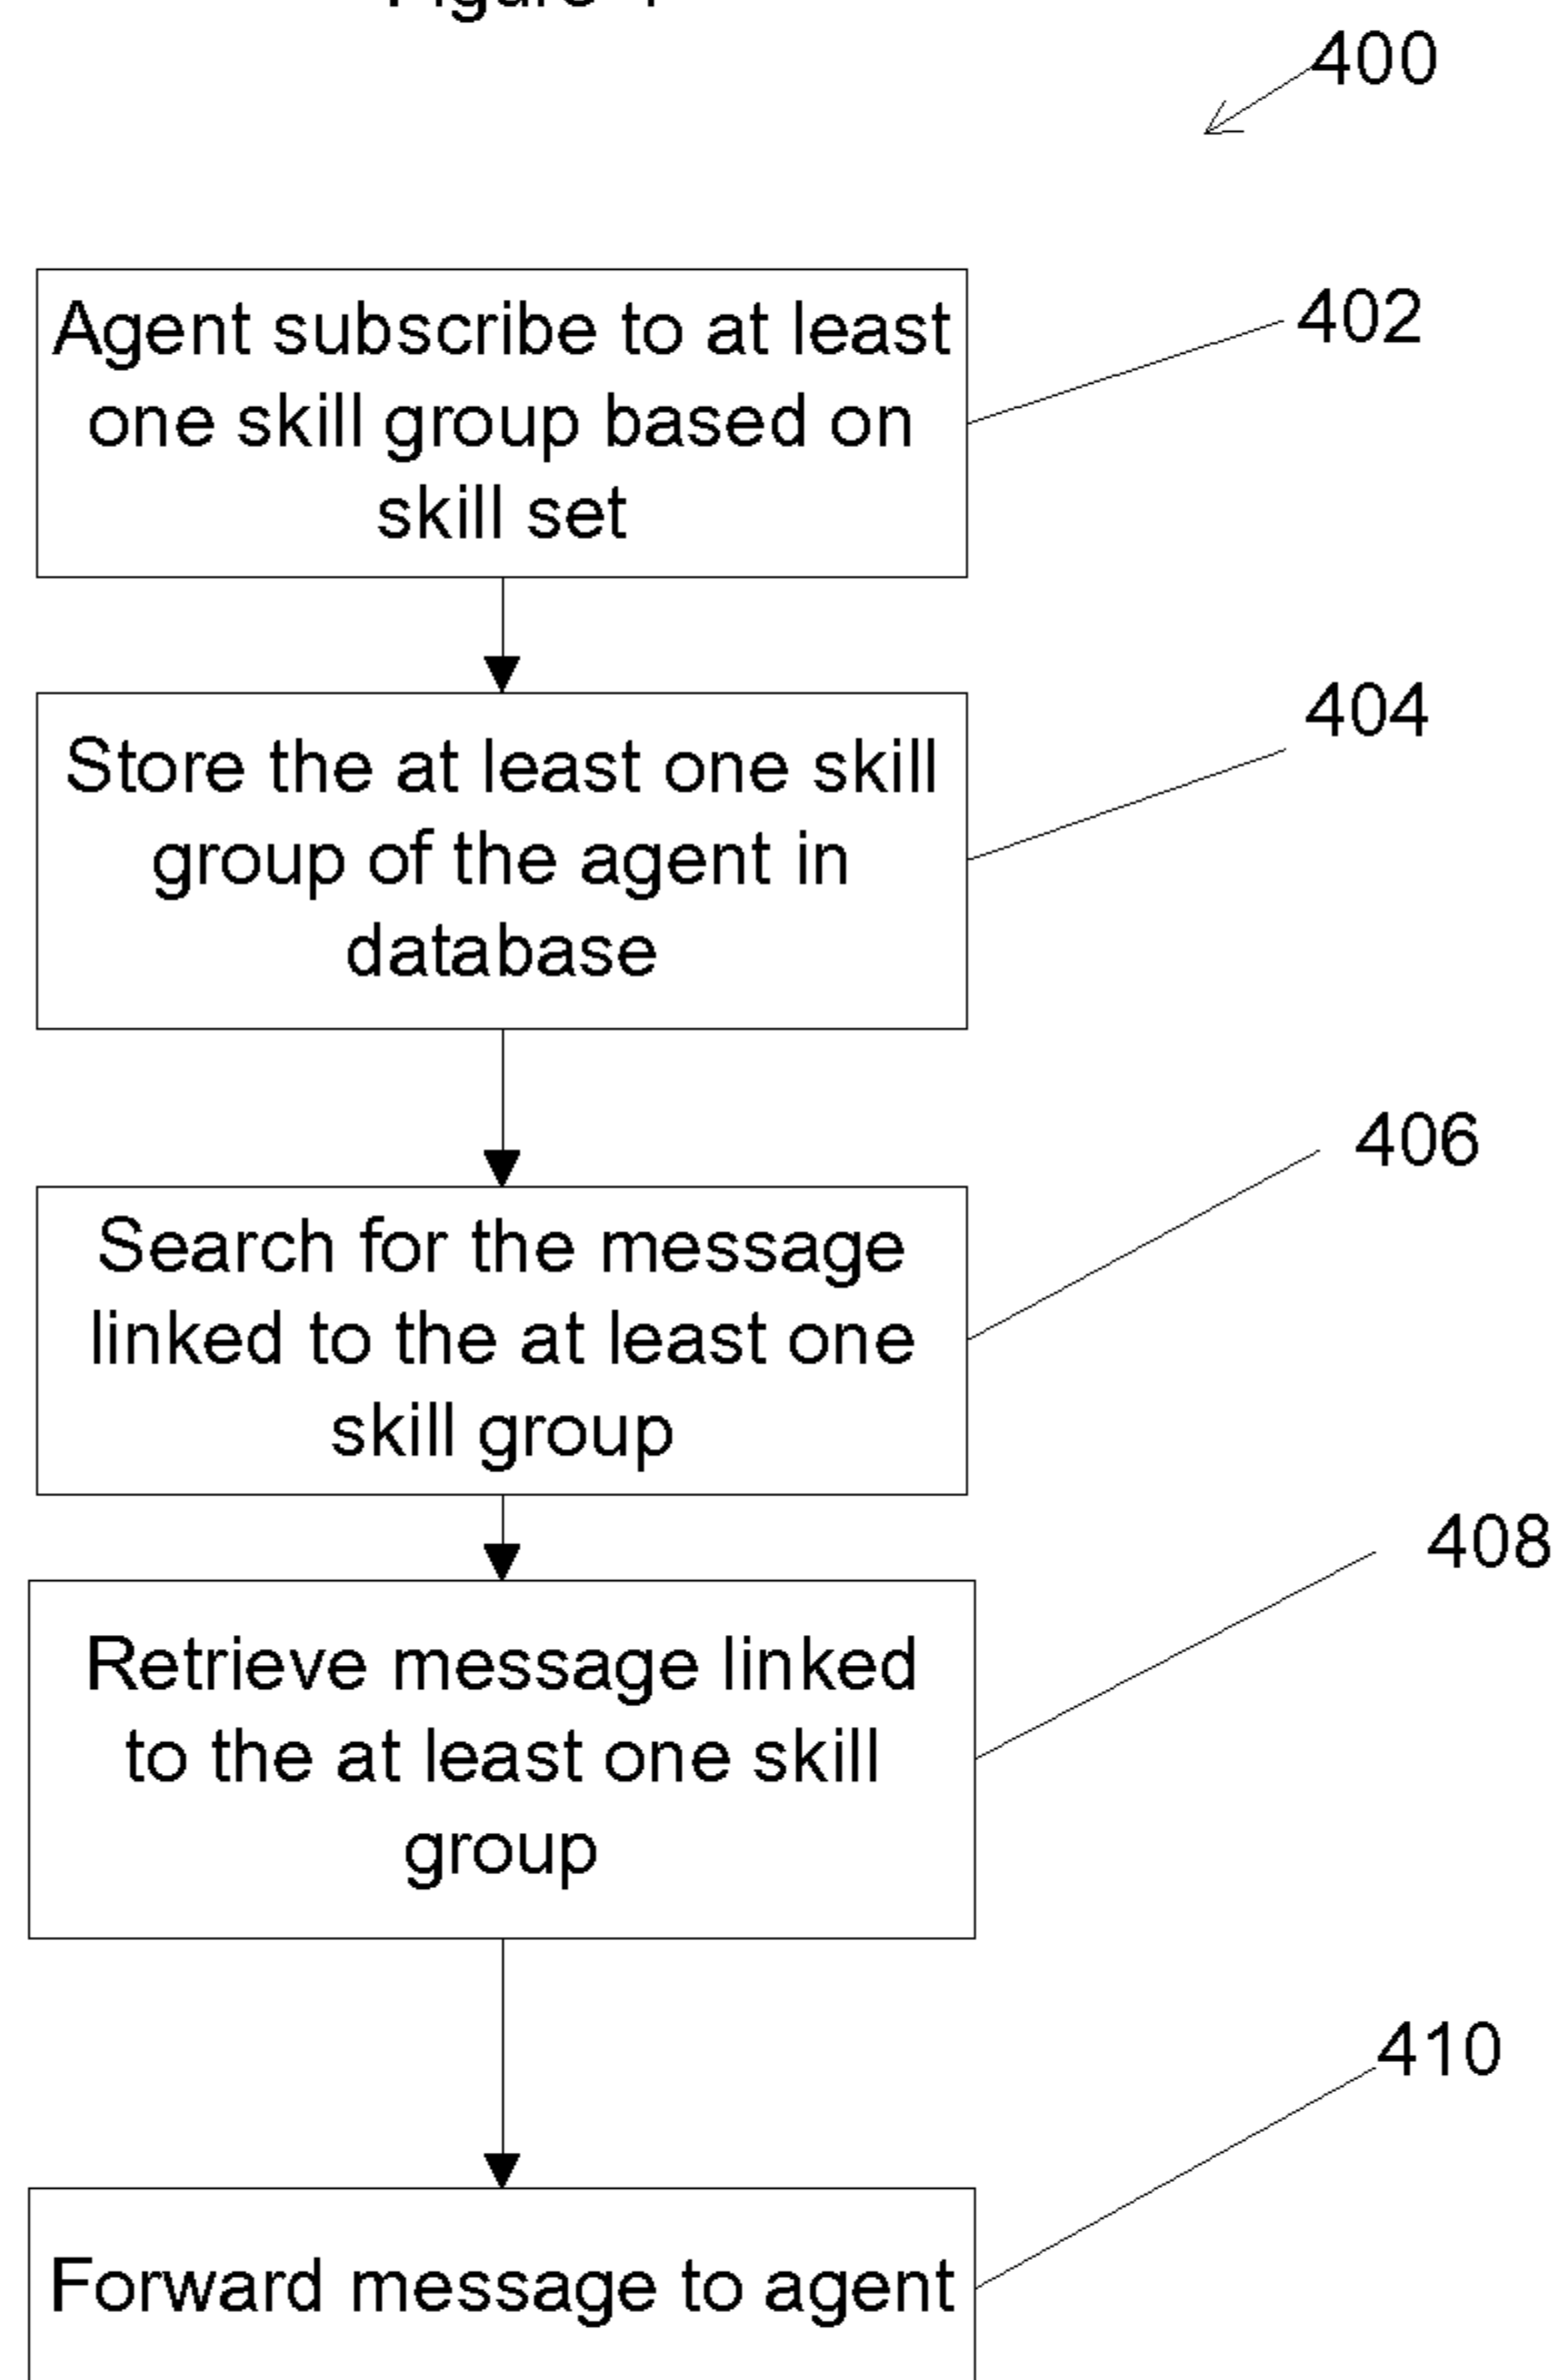 Figure
400
Agent subscribe to at least
one skill group based on
skill set
402
Store the at least one skill
group of the agent in
database
404
Search for the message
linked to the at least one
skill group
406
Retrieve message linked
to the at least one skill
group
408
Forward message to agent
410